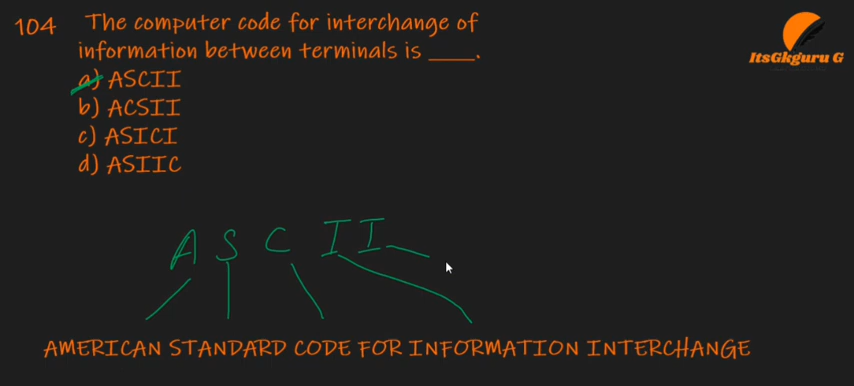 104 The computer code for interchange of
information between terminals is ____.
a) ASCII
b) ACSII
c) ASICI
d) ASIIC
ItsGkguru G
A S C I I
AMERICAN STANDARD CODE FOR INFORMATION INTERCHANGE